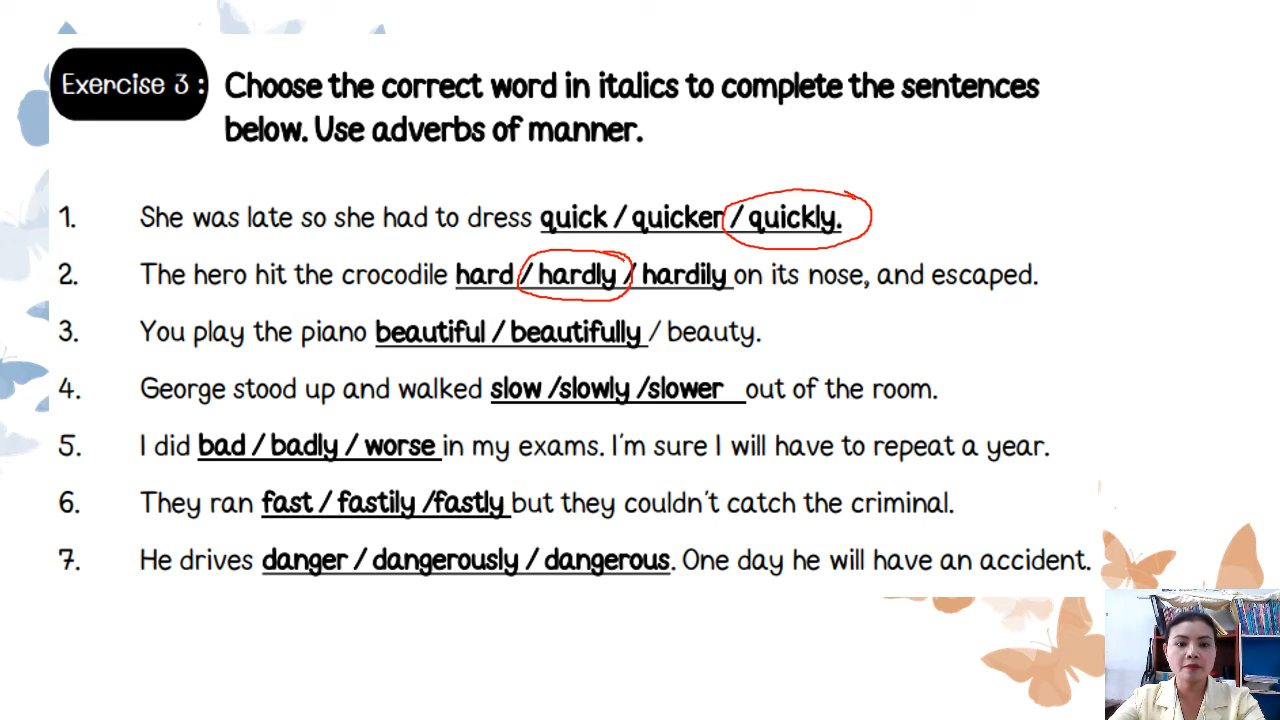 Exercise 3 :
Choose the correct word in italics to complete the sentences
below. Use adverbs of manner.
1. She was late so she had to dress quick / quicker / quickly.
2. The hero hit the crocodile hard / hardly / hardily on its nose, and escaped.
3. You play the piano beautiful / beautifully / beauty.
4. George stood up and walked slow /slowly /slower out of the room.
5. I did bad / badly / worse in my exams. I'm sure I will have to repeat a year.
6. They ran fast / fastily /fastly but they couldn't catch the criminal.
7. He drives danger / dangerously / dangerous. One day he will have an accident.